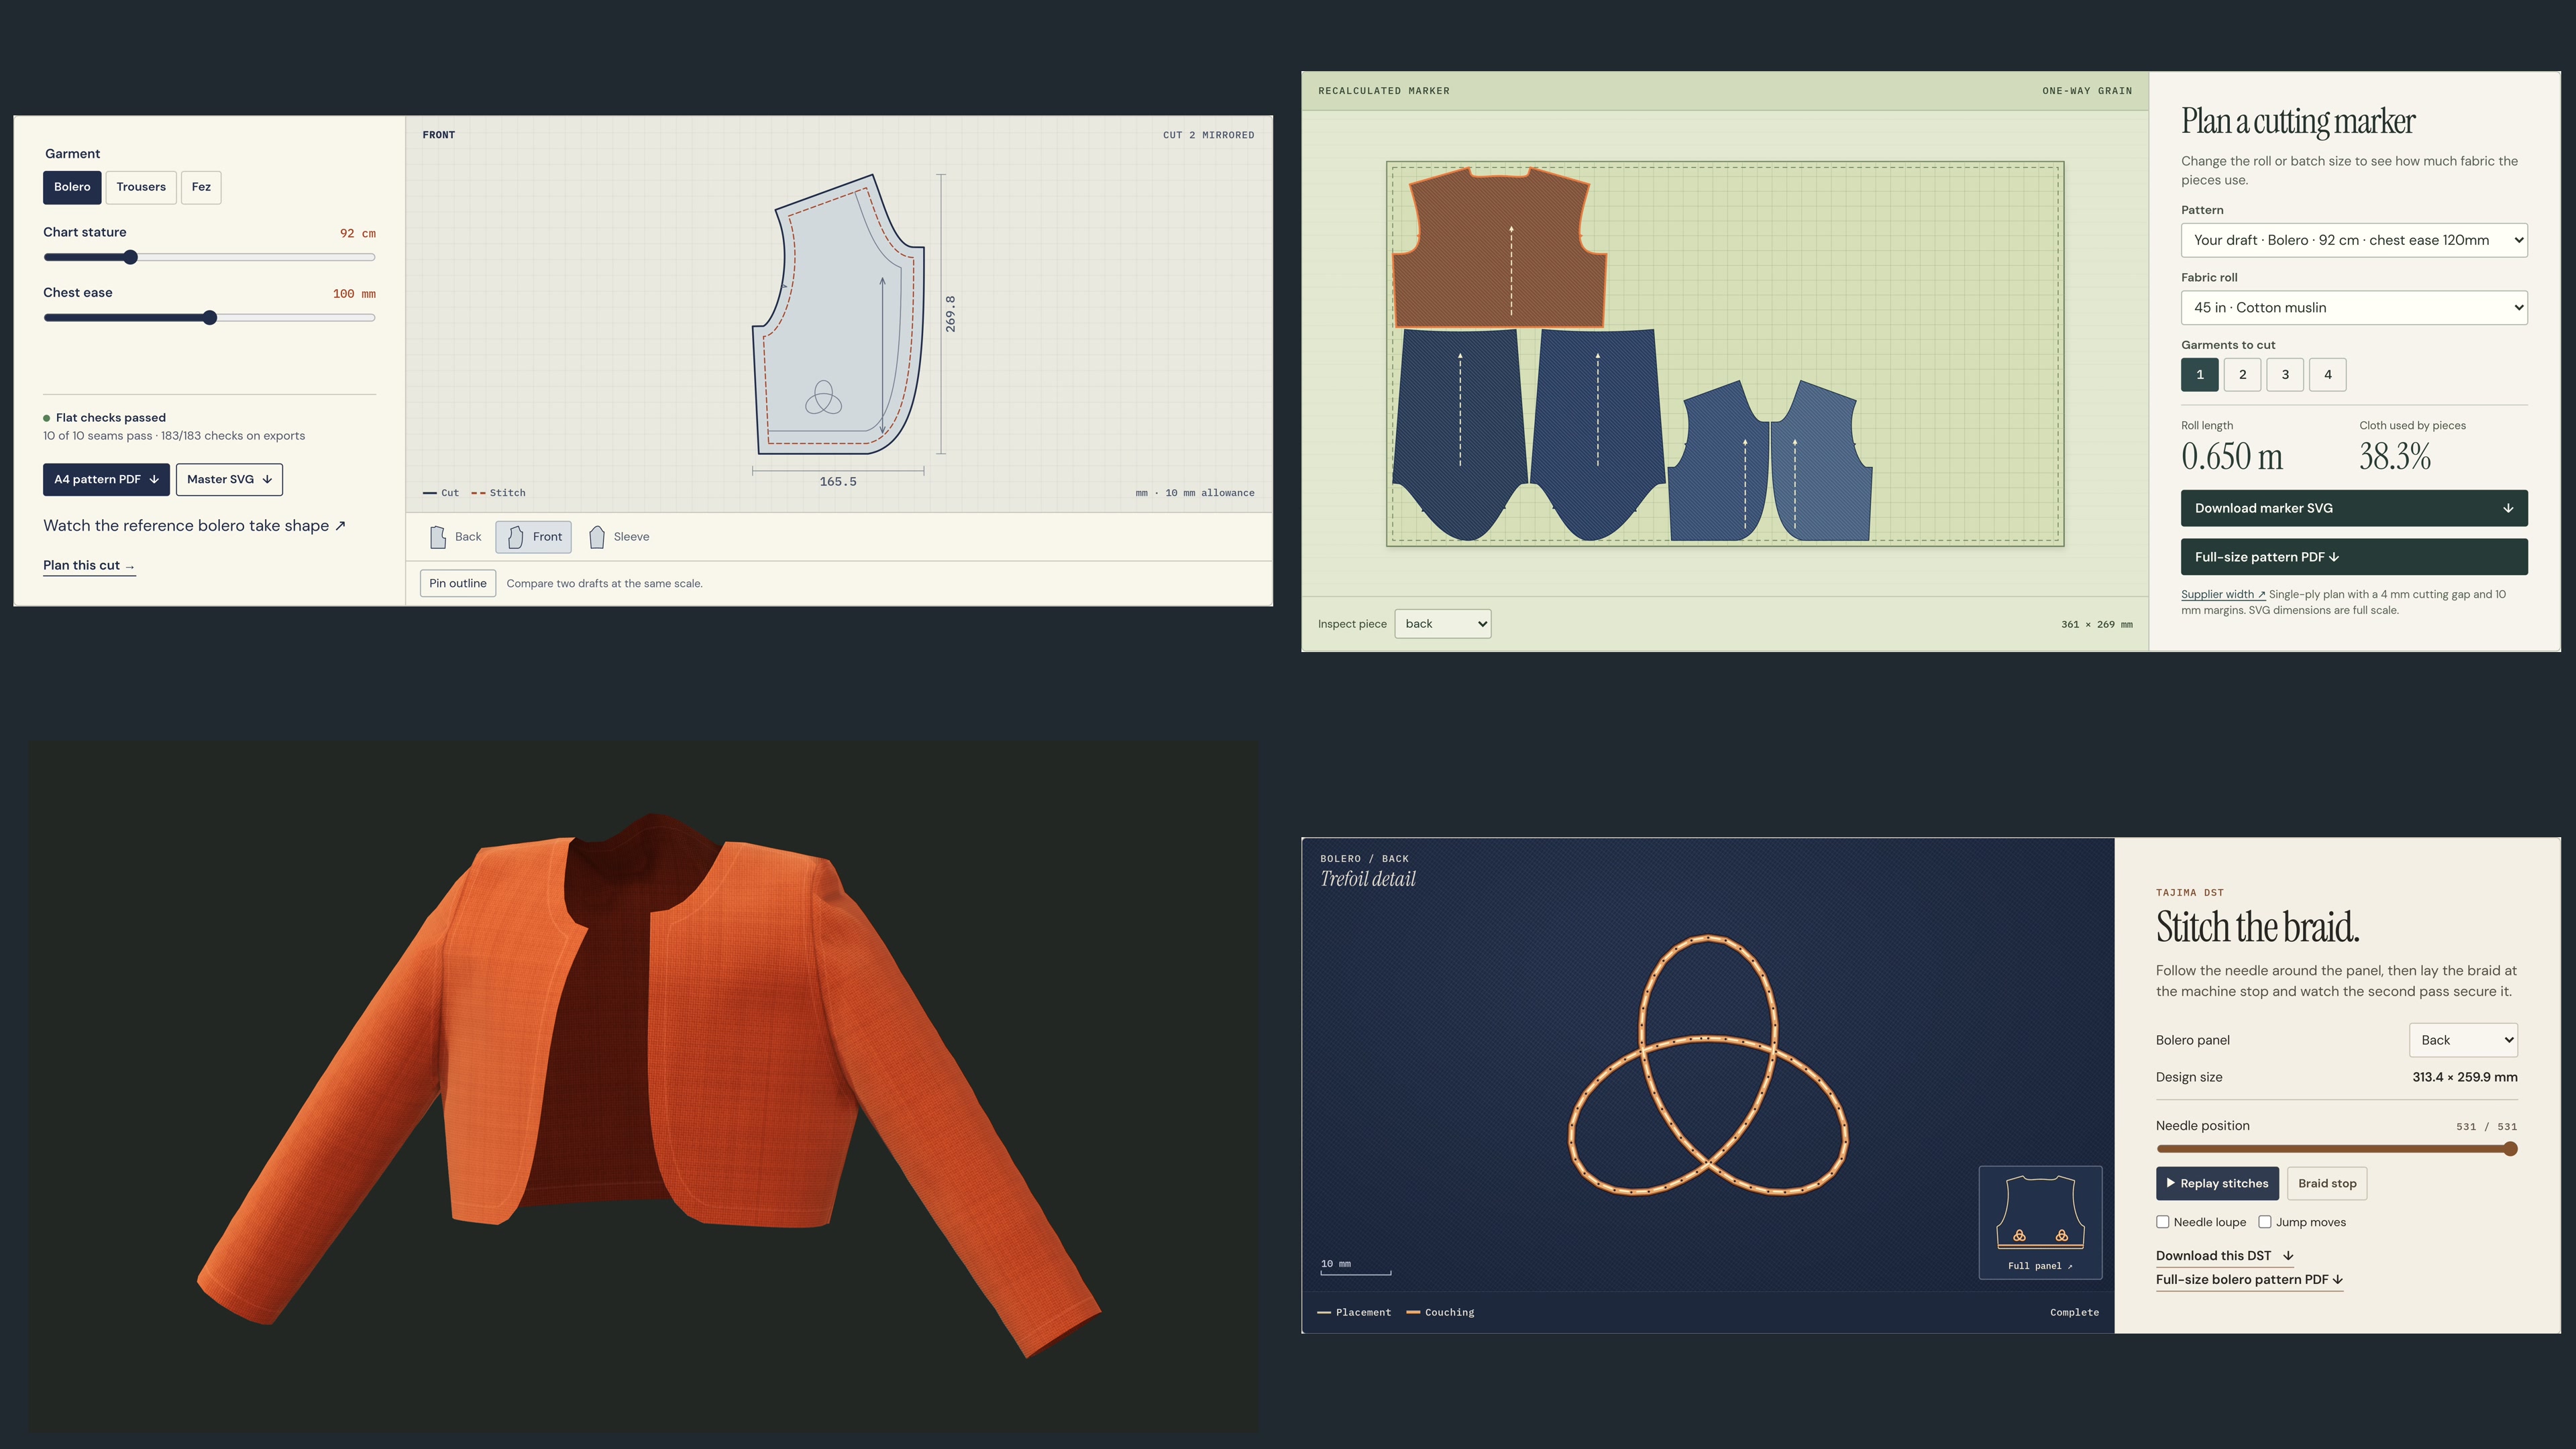 Garment
Bolero
Trousers
Fez
Chart stature
92 cm
Chest ease
100 mm
Flat checks passed
10 of 10 seams pass · 183/183 checks on exports
A4 pattern PDF ↓
Master SVG ↓
Watch the reference bolero take shape ↗
Plan this cut →
FRONT
CUT 2 MIRRORED
269.8
165.5
Cut
Stitch
mm · 10 mm allowance
Back
Front
Sleeve
Pin outline
Compare two drafts at the same scale.
RECALCULATED MARKER
ONE-WAY GRAIN
Inspect piece
back
361 × 269 mm
Plan a cutting marker
Change the roll or batch size to see how much fabric the
pieces use.
Pattern
Your draft · Bolero · 92 cm · chest ease 120mm
Fabric roll
45 in · Cotton muslin
Garments to cut
1
2
3
4
Roll length
Cloth used by pieces
0.650 m
38.3%
Download marker SVG ↓
Full-size pattern PDF ↓
Supplier width ↗ Single-ply plan with a 4 mm cutting gap and 10
mm margins. SVG dimensions are full scale.
BOLERO / BACK
Trefoil detail
10 mm
Full panel ↗
Placement
Couching
Complete
TAJIMA DST
Stitch the braid.
Follow the needle around the panel, then lay the braid at
the machine stop and watch the second pass secure it.
Bolero panel
Back
Design size
313.4 × 259.9 mm
Needle position
531 / 531
Replay stitches
Braid stop
Needle loupe
Jump moves
Download this DST ↓
Full-size bolero pattern PDF ↓